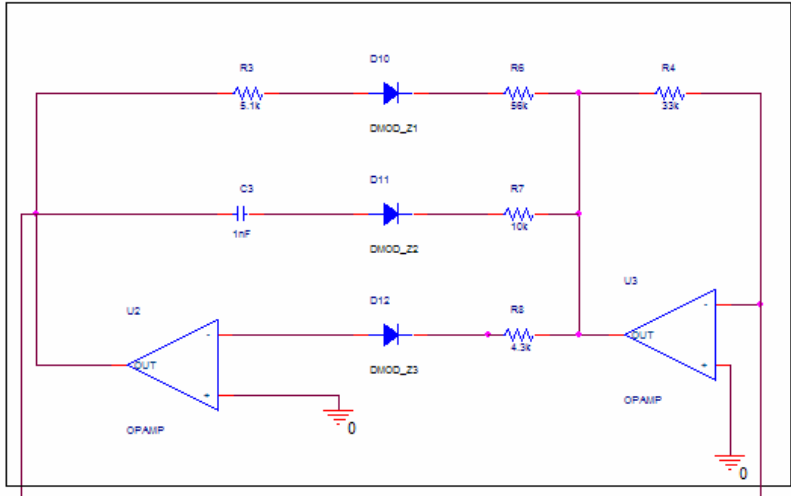 R3
5.1k
D10
DMOD_Z1
R6
56k
R4
33k
C3
1nF
D11
DMOD_Z2
R7
10k
U2
-
OUT
+
OPAMP
0
D12
DMOD_Z3
R8
4.3k
U3
-
OUT
+
OPAMP
0